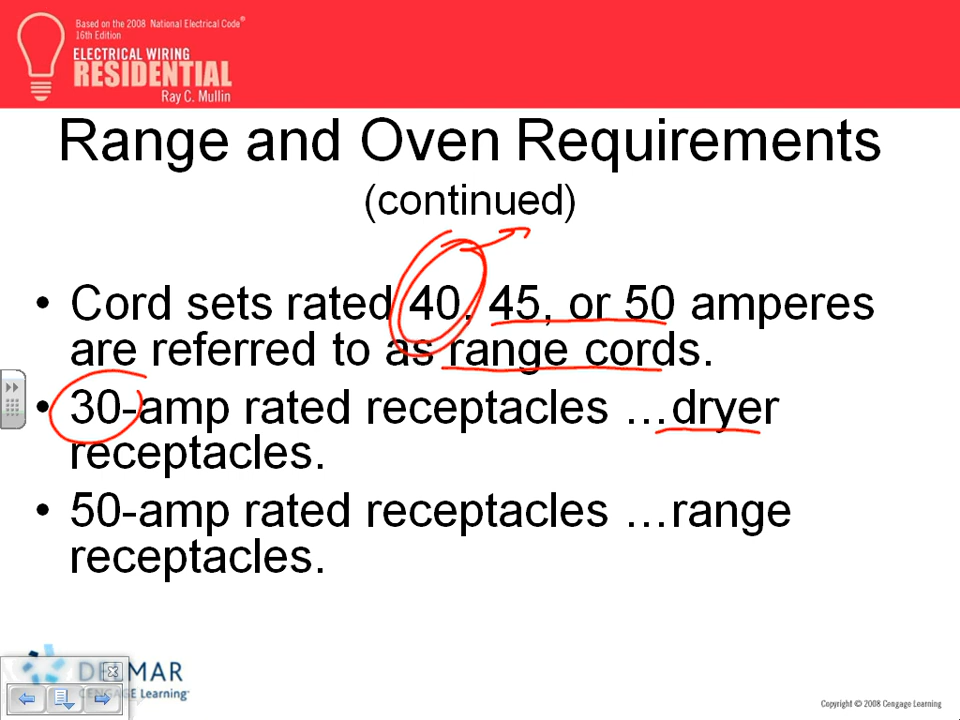 Based on the 2008 National Electrical Code®
16th Edition
ELECTRICAL WIRING
RESIDENTIAL
Ray C. Mullin
Range and Oven Requirements
(continued)
• Cord sets rated 40, 45, or 50 amperes
are referred to as range cords.
• 30-amp rated receptacles …dryer
receptacles.
• 50-amp rated receptacles …range
receptacles.
DELMAR
CENGAGE Learning
Copyright © 2008 Cengage Learning